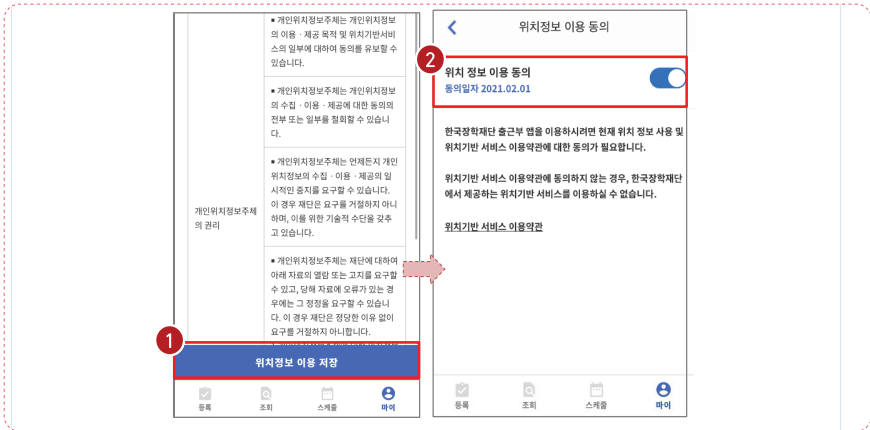 ■ 개인위치정보주체는 개인위치정보
의 이용 · 제공 목적 및 위치기반서비
스의 일부에 대하여 동의를 유보할 수
있습니다.
■ 개인위치정보주체는 개인위치정보
의 수집 · 이용 · 제공에 대한 동의의
전부 또는 일부를 철회할 수 있습니
다.
■ 개인위치정보주체는 언제든지 개인
위치정보의 수집 · 이용 · 제공의 일
시적인 중지를 요구할 수 있습니다.
이 경우 재단은 요구를 거절하지 아니
하며, 이를 위한 기술적 수단을 갖추
고 있습니다.
개인위치정보주체
의 권리
■ 개인위치정보주체는 재단에 대하여
아래 자료의 열람 또는 고지를 요구할
수 있고, 당해 자료에 오류가 있는 경
우에는 그 정정을 요구할 수 있습니
다. 이 경우 재단은 정당한 이유 없이
요구를 거절하지 아니합니다.
1
위치정보 이용 저장
등록 조회 스케줄 마이
위치정보 이용 동의
2
위치 정보 이용 동의
동의일자 2021.02.01
한국장학재단 출근부 앱을 이용하시려면 현재 위치 정보 사용 및
위치기반 서비스 이용약관에 대한 동의가 필요합니다.
위치기반 서비스 이용약관에 동의하지 않는 경우, 한국장학재단
에서 제공하는 위치기반 서비스를 이용하실 수 없습니다.
위치기반 서비스 이용약관
등록 조회 스케줄 마이